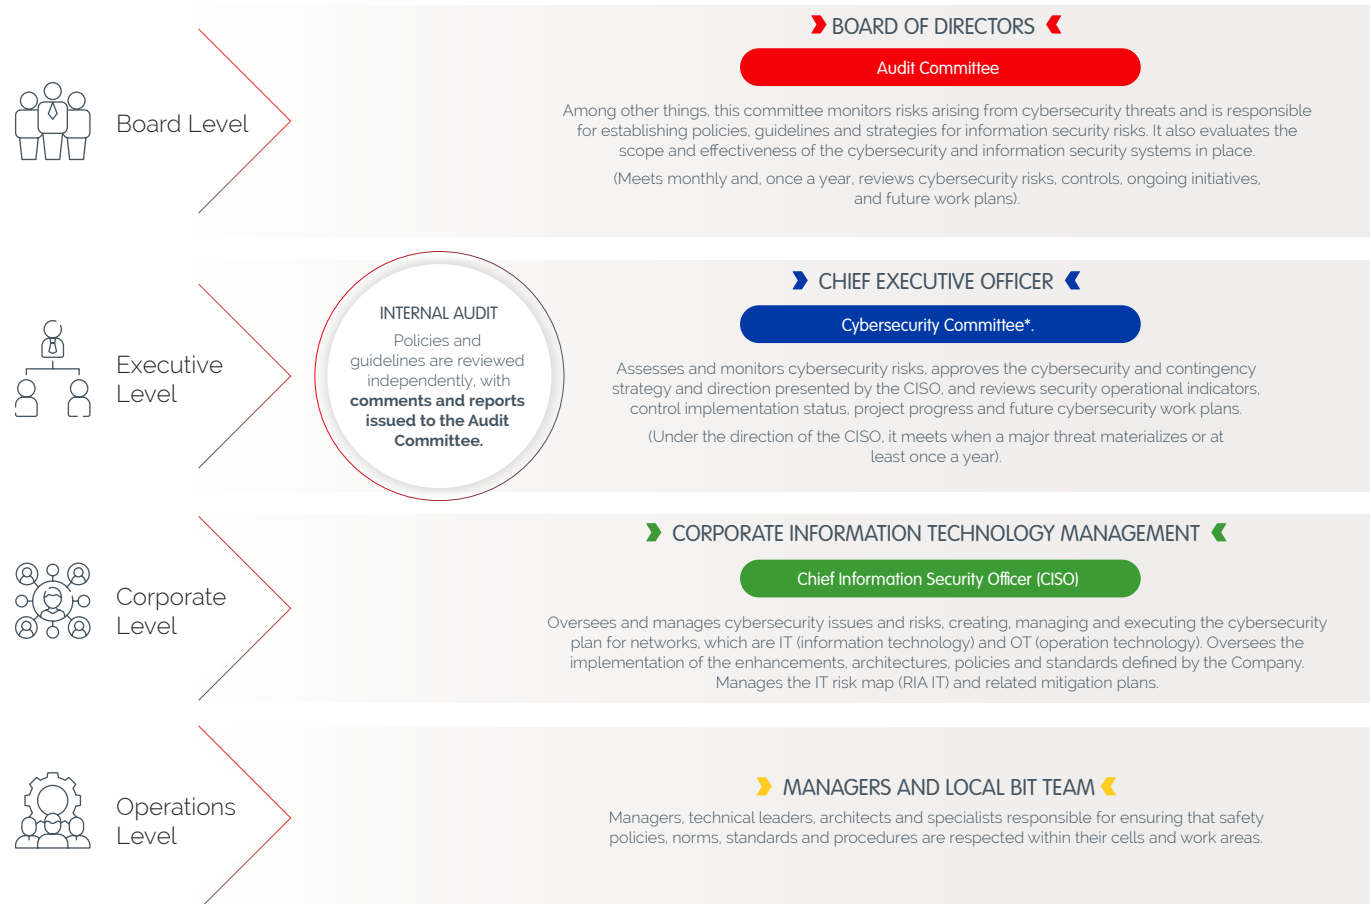 Board Level
BOARD OF DIRECTORS
Audit Committee
Among other things, this committee monitors risks arising from cybersecurity threats and is responsible
for establishing policies, guidelines and strategies for information security risks. It also evaluates the
scope and effectiveness of the cybersecurity and information security systems in place.
(Meets monthly and, once a year, reviews cybersecurity risks, controls, ongoing initiatives,
and future work plans).
Executive
Level
INTERNAL AUDIT
Policies and
guidelines are reviewed
independently, with
comments and reports
issued to the Audit
Committee.
CHIEF EXECUTIVE OFFICER
Cybersecurity Committee*.
Assesses and monitors cybersecurity risks, approves the cybersecurity and contingency
strategy and direction presented by the CISO, and reviews security operational indicators,
control implementation status, project progress and future cybersecurity work plans.
(Under the direction of the CISO, it meets when a major threat materializes or at
least once a year).
Corporate
Level
CORPORATE INFORMATION TECHNOLOGY MANAGEMENT
Chief Information Security Officer (CISO)
Oversees and manages cybersecurity issues and risks, creating, managing and executing the cybersecurity
plan for networks, which are IT (information technology) and OT (operation technology). Oversees the
implementation of the enhancements, architectures, policies and standards defined by the Company.
Manages the IT risk map (RIA IT) and related mitigation plans.
Operations
Level
MANAGERS AND LOCAL BIT TEAM
Managers, technical leaders, architects and specialists responsible for ensuring that safety
policies, norms, standards and procedures are respected within their cells and work areas.